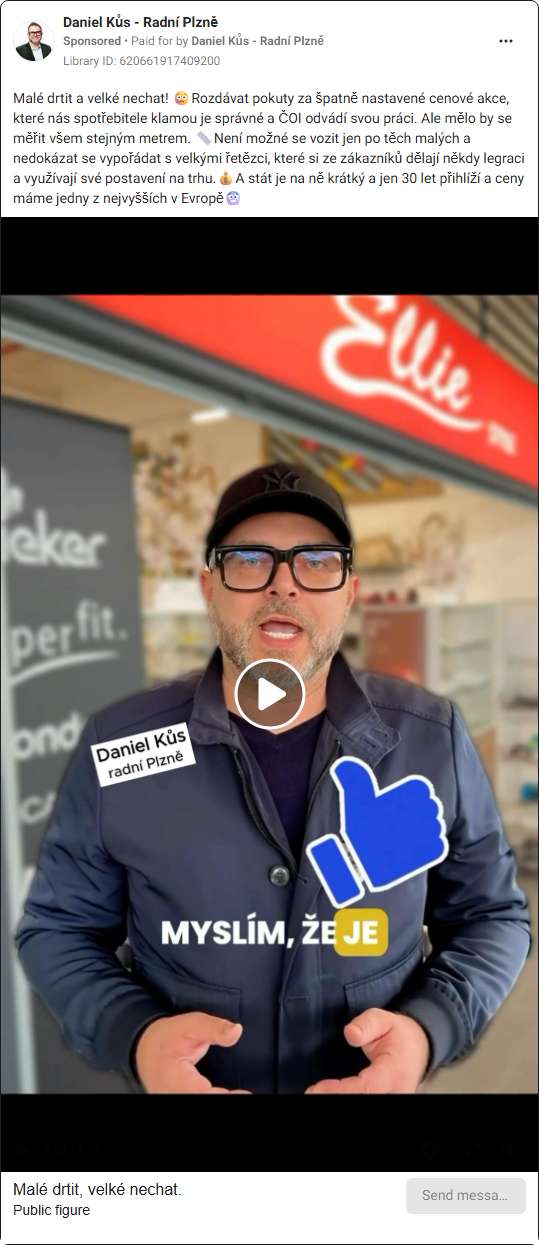 Daniel Kůs - Radní Plzně
Sponsored • Paid for by Daniel Kůs - Radní Plzně
Library ID: 620661917409200
Malé drtit a velké nechat! 🤯 Rozdávat pokuty za špatně nastavené cenové akce,
které nás spotřebitele klamou je správné a ČOI odvádí svou práci. Ale mělo by se
měřit všem stejným metrem. 📏 Není možné se vozit jen po těch malých a
nedokázat se vypořádat s velkými řetězci, které si ze zákazníků dělají někdy legraci
a využívají své postavení na trhu. 💰 A stát je na ně krátký a jen 30 let přihlíží a ceny
máme jedny z nejvyšších v Evropě 🥶
Ellie
ieker
perfit.
ond
NY
Daniel Kůs
radní Plzně
MYSLÍM, ŽE JE
Malé drtit, velké nechat.
Public figure
Send messa...